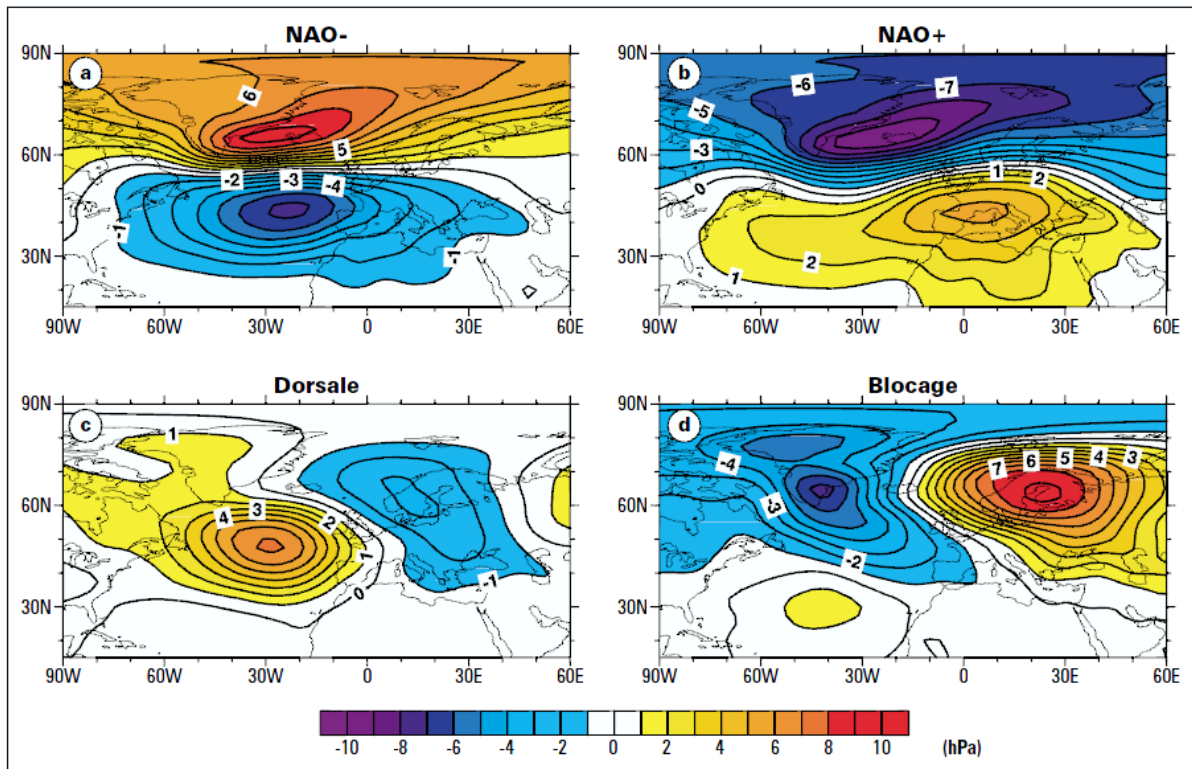 NAO-
NAO+
90N
a
6
5
60N
-2
-3
-4
-1
-1
30N
90W
60W
30W
0
30E
60E
90N
b
-6
-7
-5
-3
60N
0
1
2
2
1
30N
90W
60W
30W
0
30E
60E
Dorsale
Blocage
90N
c
1
60N
4
3
2
1
0
-1
30N
90W
60W
30W
0
30E
60E
90N
d
-4
-3
-2
7
6
5
4
3
60N
30N
90W
60W
30W
0
30E
60E
-10
-8
-6
-4
-2
0
2
4
6
8
10
(hPa)